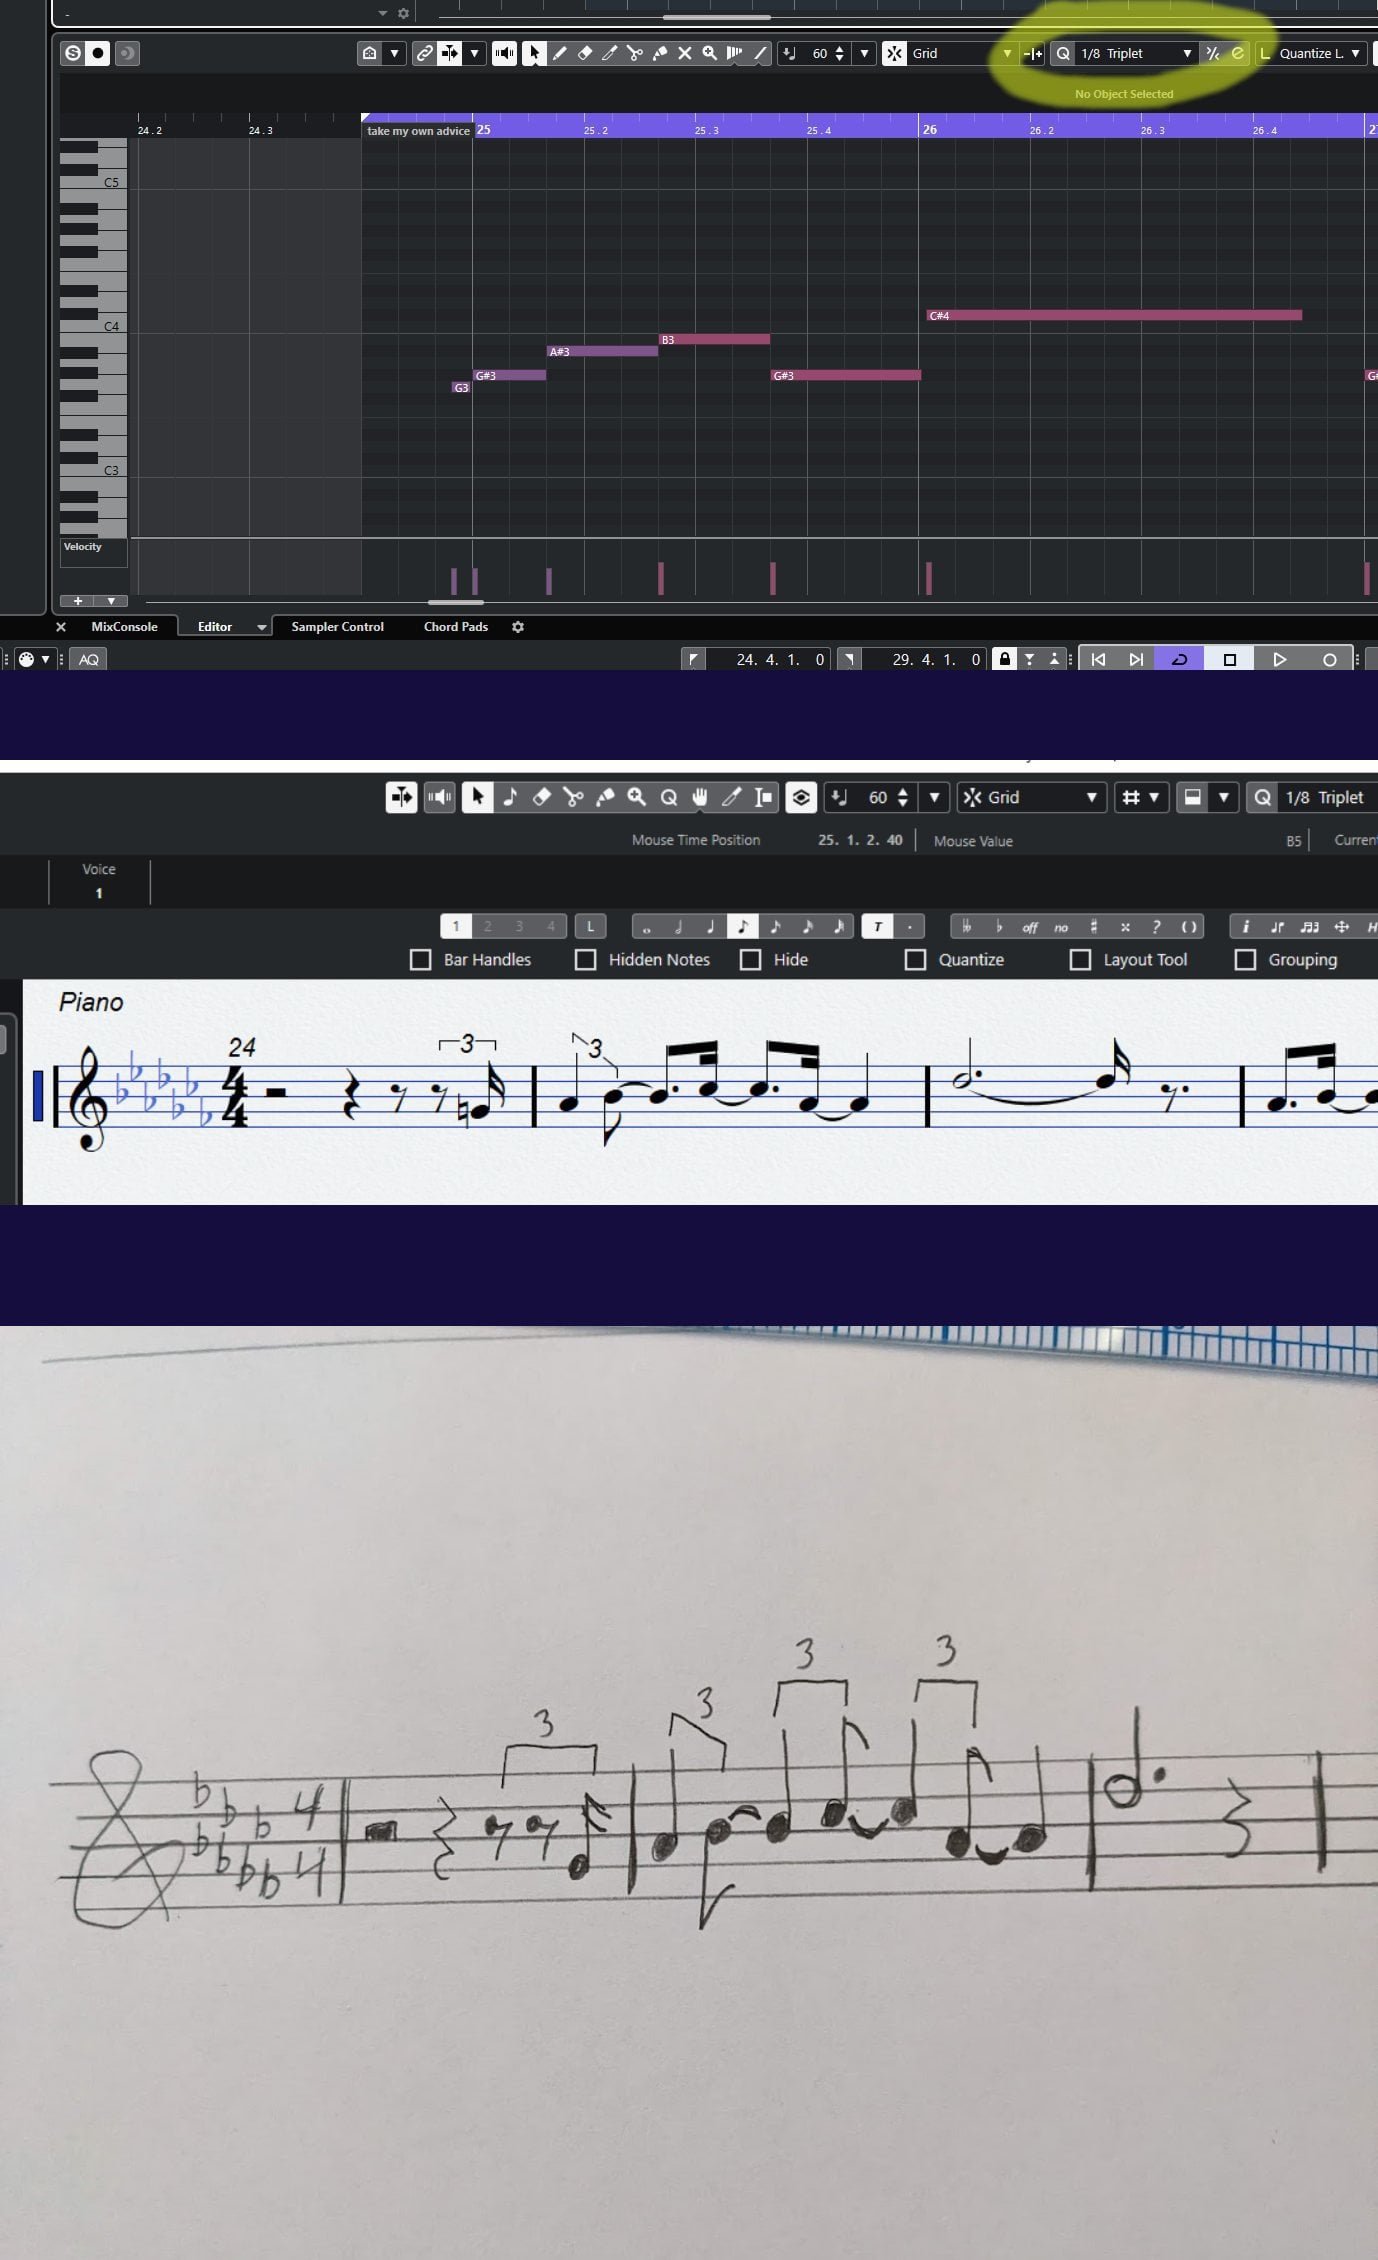 -
60 Grid 1/8 Triplet Quantize L.
No Object Selected
24.2 24.3 take my own advice 25 25.2 25.3 25.4 26 26.2 26.3 26.4 27
C5
C#4
C4
B3
A#3
G#3 G#3 G#
G3
C3
Velocity
MixConsole Editor Sampler Control Chord Pads
AQ 24. 4. 1. 0 29. 4. 1. 0
60 Grid Q 1/8 Triplet
Mouse Time Position 25. 1. 2. 40 Mouse Value B5 Curren
Voice
1
1 2 3 4 L T off no ? ( ) i H
Bar Handles Hidden Notes Hide Quantize Layout Tool Grouping
Piano
24 3 3
4
4
3 3 3 3
4
4